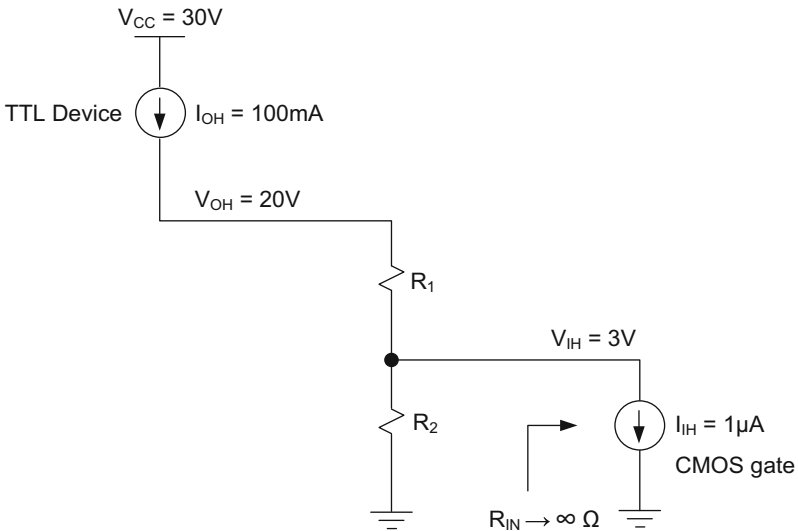 V_CC = 30V
TTL Device
I_OH = 100mA
V_OH = 20V
R_1
V_IH = 3V
R_2
I_IH = 1µA
CMOS gate
R_IN → ∞ Ω